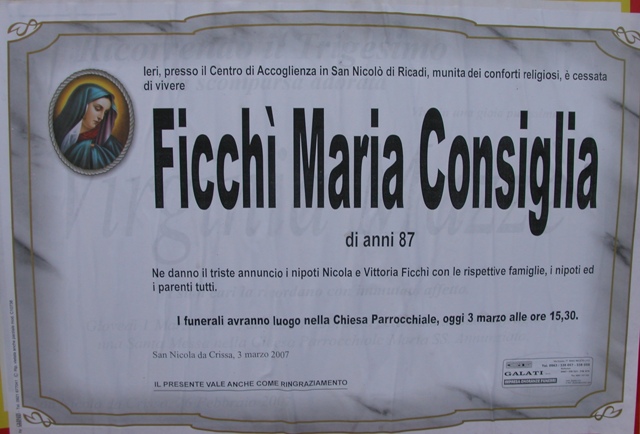 Ieri, presso il Centro di Accoglienza in San Nicolò di Ricadi, munita dei conforti religiosi, è cessata
di vivere
Ficchì Maria Consiglia
di anni 87
Ne danno il triste annuncio i nipoti Nicola e Vittoria Ficchi con le rispettive famiglie, i nipoti ed
i parenti tutti.
I funerali avranno luogo nella Chiesa Parrocchiale, oggi 3 marzo alle ore 15,30.
San Nicola da Crissa, 3 marzo 2007
IL PRESENTE VALE ANCHE COME RINGRAZIAMENTO
GALATI